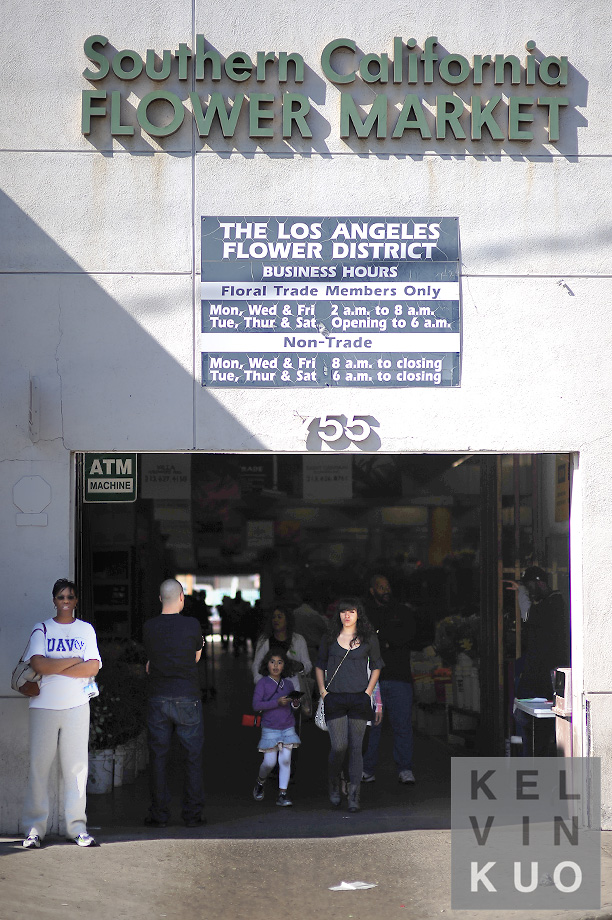 Southern California
FLOWER MARKET
THE LOS ANGELES
FLOWER DISTRICT
BUSINESS HOURS
Floral Trade Members Only
Mon, Wed & Fri 2 a.m. to 8 a.m.
Tue, Thur & Sat Opening to 6 a.m.
Non-Trade
Mon, Wed & Fri 8 a.m. to closing
Tue, Thur & Sat 6 a.m. to closing
755
ATM
MACHINE
UAV
KEL
VIN
KUO